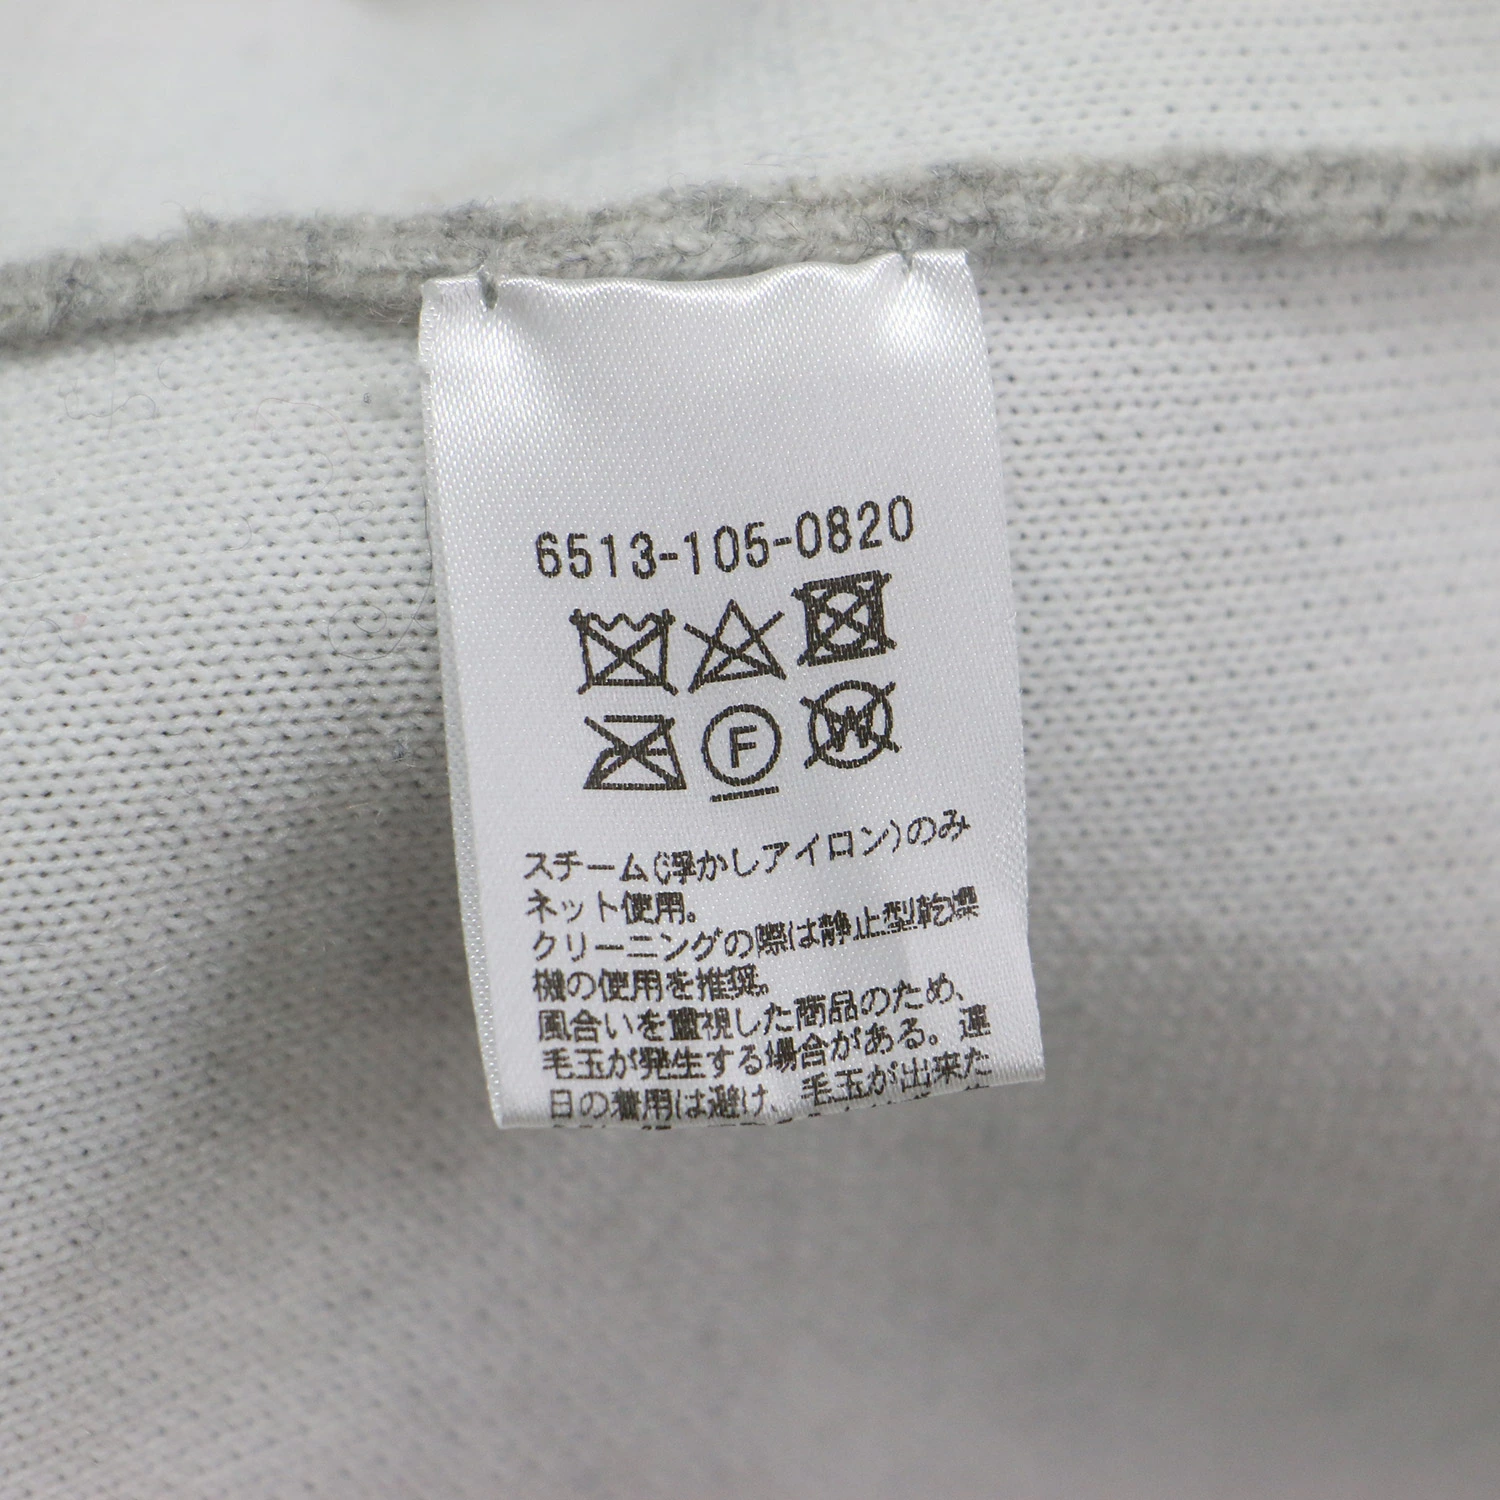 6513-105-0820
F
W
スチーム(浮かしアイロン)のみ
ネット使用。
クリーニングの際は静止型乾燥
機の使用を推奨。
風合いを重視した商品のため、
毛玉が発生する場合がある。連
日の着用は避け、毛玉が出来た